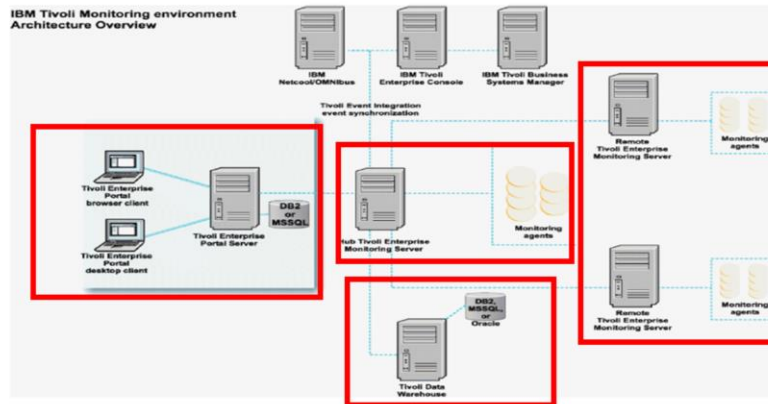 IBM Tivoli Monitoring environment
Architecture Overview
IBM
Netcool/OMNIbus
IBM Tivoli
Enterprise Console
IBM Tivoli Business
Systems Manager
Tivoli Event Integration
event synchronization
Tivoli Enterprise
Portal
browser client
Tivoli Enterprise
Portal
desktop client
Tivoli Enterprise
Portal Server
DB2
or
MSSQL
Hub Tivoli Enterprise
Monitoring Server
Monitoring
agents
Remote
Tivoli Enterprise
Monitoring Server
Monitoring
agents
Remote
Tivoli Enterprise
Monitoring Server
Monitoring
agents
DB2,
MSSQL,
or
Oracle
Tivoli Data
Warehouse